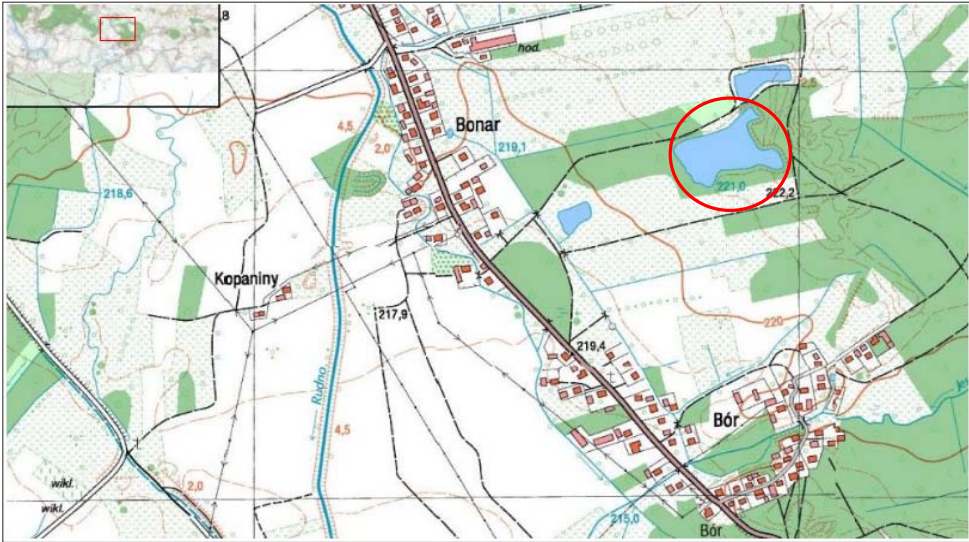 ,8
hod.
4,5
2,0
Bonar
219,1
2,5
218,6
221,0
222,2
Kopaniny
217,9
220
219,4
Rudno
4,5
Bór
wikl.
wikl.
2,0
215,0
Bór